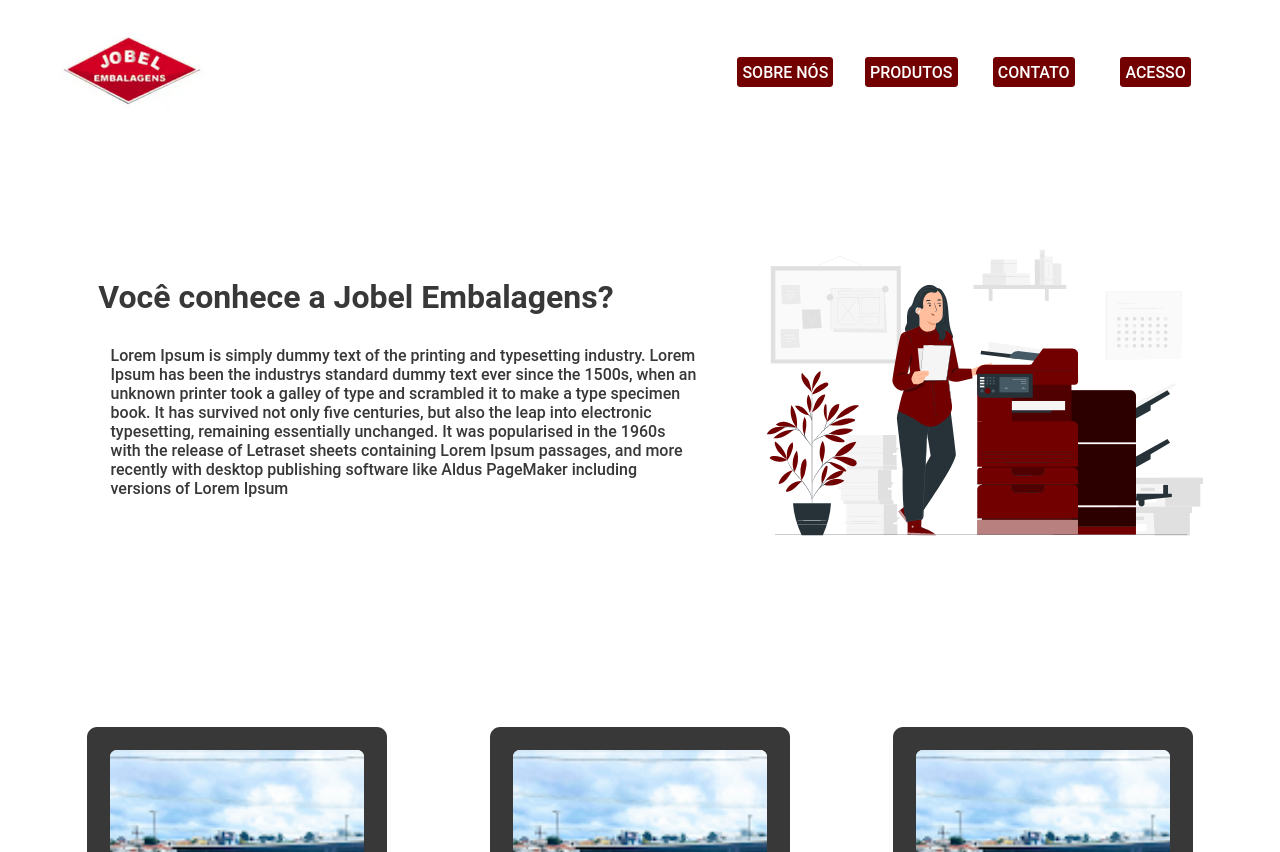 JOBEL
EMBALAGENS
SOBRE NÓS
PRODUTOS
CONTATO
ACESSO
Você conhece a Jobel Embalagens?
Lorem Ipsum is simply dummy text of the printing and typesetting industry. Lorem
Ipsum has been the industrys standard dummy text ever since the 1500s, when an
unknown printer took a galley of type and scrambled it to make a type specimen
book. It has survived not only five centuries, but also the leap into electronic
typesetting, remaining essentially unchanged. It was popularised in the 1960s
with the release of Letraset sheets containing Lorem Ipsum passages, and more
recently with desktop publishing software like Aldus PageMaker including
versions of Lorem Ipsum